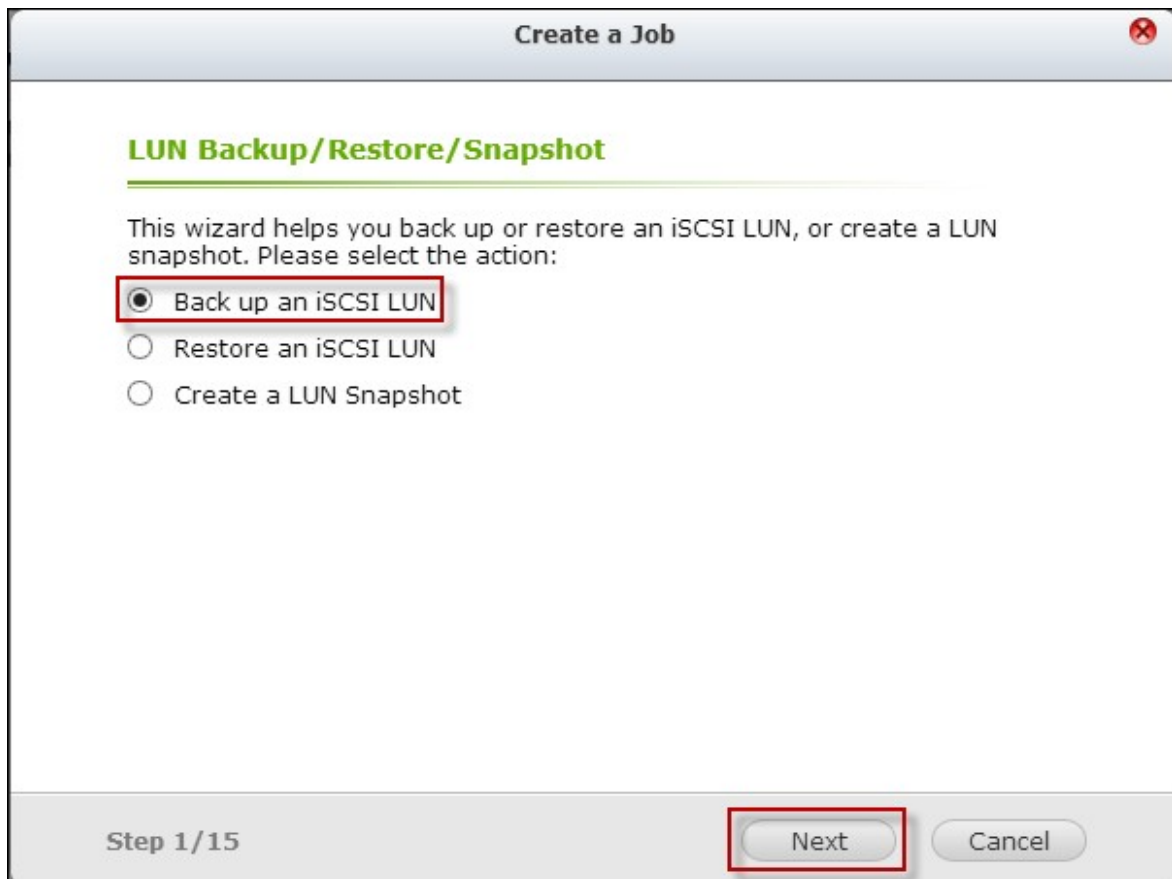 Create a Job
LUN Backup/Restore/Snapshot
This wizard helps you back up or restore an iSCSI LUN, or create a LUN
snapshot. Please select the action:
Back up an iSCSI LUN
Restore an iSCSI LUN
Create a LUN Snapshot
Step 1/15
Next
Cancel